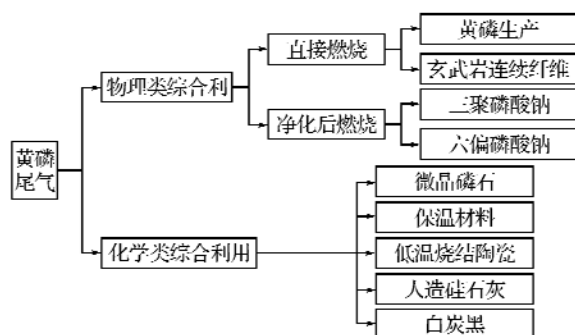 黄磷
尾气
物理类综合利
直接燃烧
黄磷生产
玄武岩连续纤维
净化后燃烧
三聚磷酸钠
六偏磷酸钠
化学类综合利用
微晶磷石
保温材料
低温烧结陶瓷
人造硅石灰
白炭黑